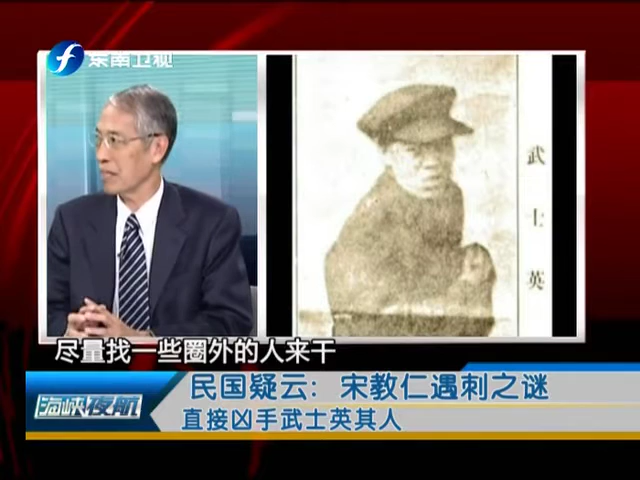 东南卫视
武士英
尽量找一些圈外的人来干
民国疑云：宋教仁遇刺之谜
海峡夜航
直接凶手武士英其人